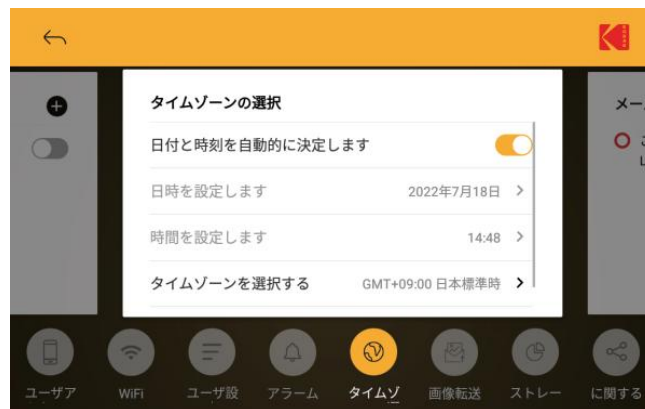 タイムゾーンの選択
日付と時刻を自動的に決定します
日時を設定します 2022年7月18日
時間を設定します 14:48
タイムゾーンを選択する GMT+09:00 日本標準時
メー
こ
L
ユーザア
WiFi
ユーザ設
アラーム
タイムゾ
画像転送
ストレー
に関する